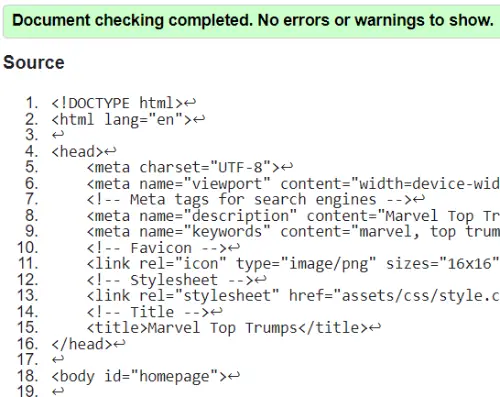 Document checking completed. No errors or warnings to show.
Source
1. <!DOCTYPE html>↩
2. <html lang="en">↩
3. ↩
4. <head>↩
5. <meta charset="UTF-8">↩
6. <meta name="viewport" content="width=device-wid
7. <!-- Meta tags for search engines -->↩
8. <meta name="description" content="Marvel Top Tr
9. <meta name="keywords" content="marvel, top trum
10. <!-- Favicon -->↩
11. <link rel="icon" type="image/png" sizes="16x16"
12. <!-- Stylesheet -->↩
13. <link rel="stylesheet" href="assets/css/style.c
14. <!-- Title -->↩
15. <title>Marvel Top Trumps</title>↩
16. </head>↩
17. ↩
18. <body id="homepage">↩
19. ↩